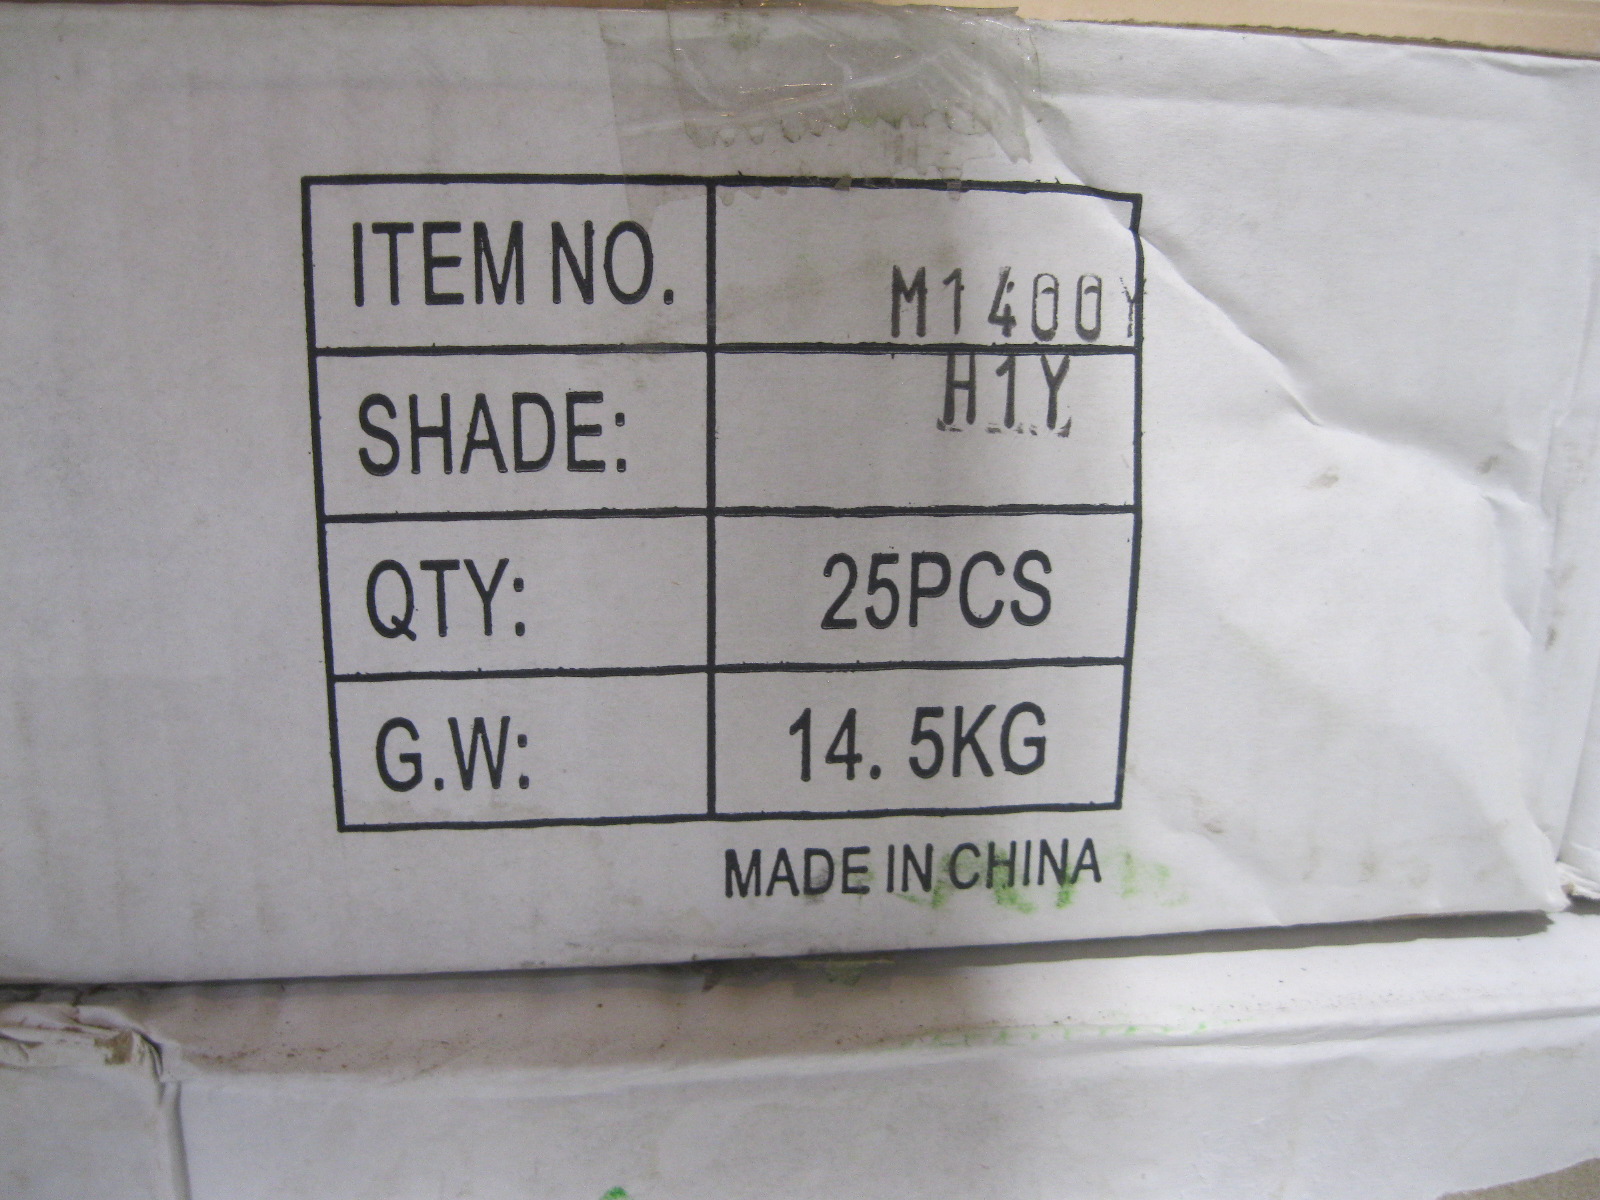 ITEM NO. M1400Y
SHADE: H1Y
QTY: 25PCS
G.W: 14. 5KG
MADE IN CHINA